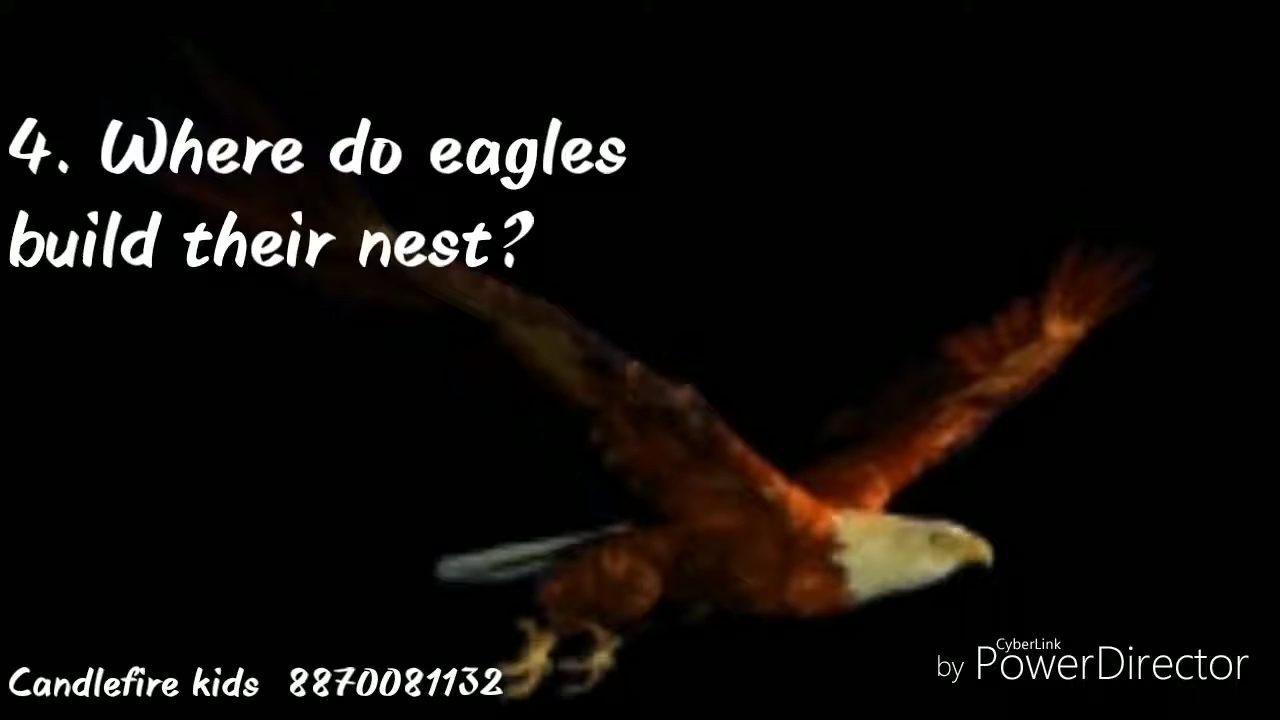 4. Where do eagles
build their nest?
Candlefire kids 8870081132
CyberLink
by PowerDirector